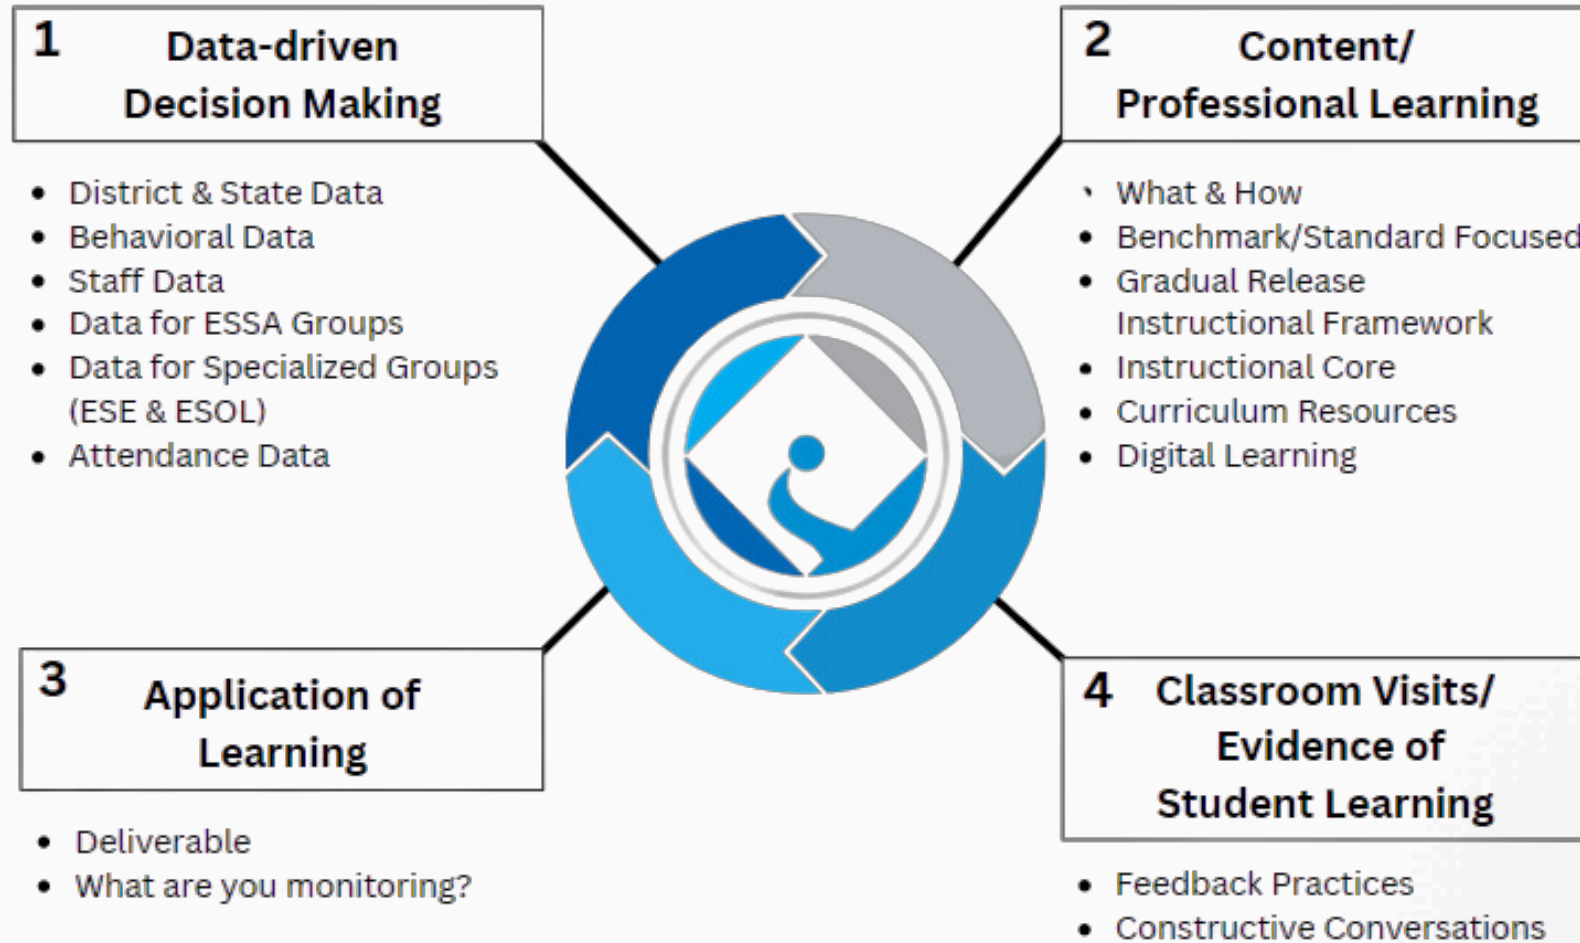 1
Data-driven
Decision Making
• District & State Data
• Behavioral Data
• Staff Data
• Data for ESSA Groups
• Data for Specialized Groups
(ESE & ESOL)
• Attendance Data
2
Content/
Professional Learning
• What & How
• Benchmark/Standard Focused
• Gradual Release
Instructional Framework
• Instructional Core
• Curriculum Resources
• Digital Learning
3
Application of
Learning
• Deliverable
• What are you monitoring?
4
Classroom Visits/
Evidence of
Student Learning
• Feedback Practices
• Constructive Conversations